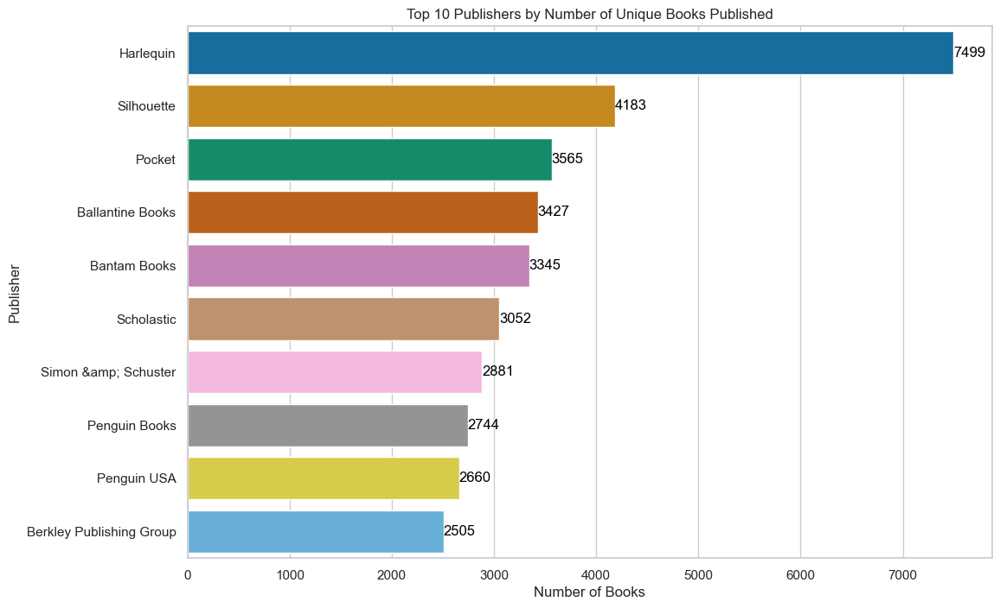 Top 10 Publishers by Number of Unique Books Published
Publisher
Harlequin 7499
Silhouette 4183
Pocket 3565
Ballantine Books 3427
Bantam Books 3345
Scholastic 3052
Simon &amp; Schuster 2881
Penguin Books 2744
Penguin USA 2660
Berkley Publishing Group 2505
0 1000 2000 3000 4000 5000 6000 7000
Number of Books